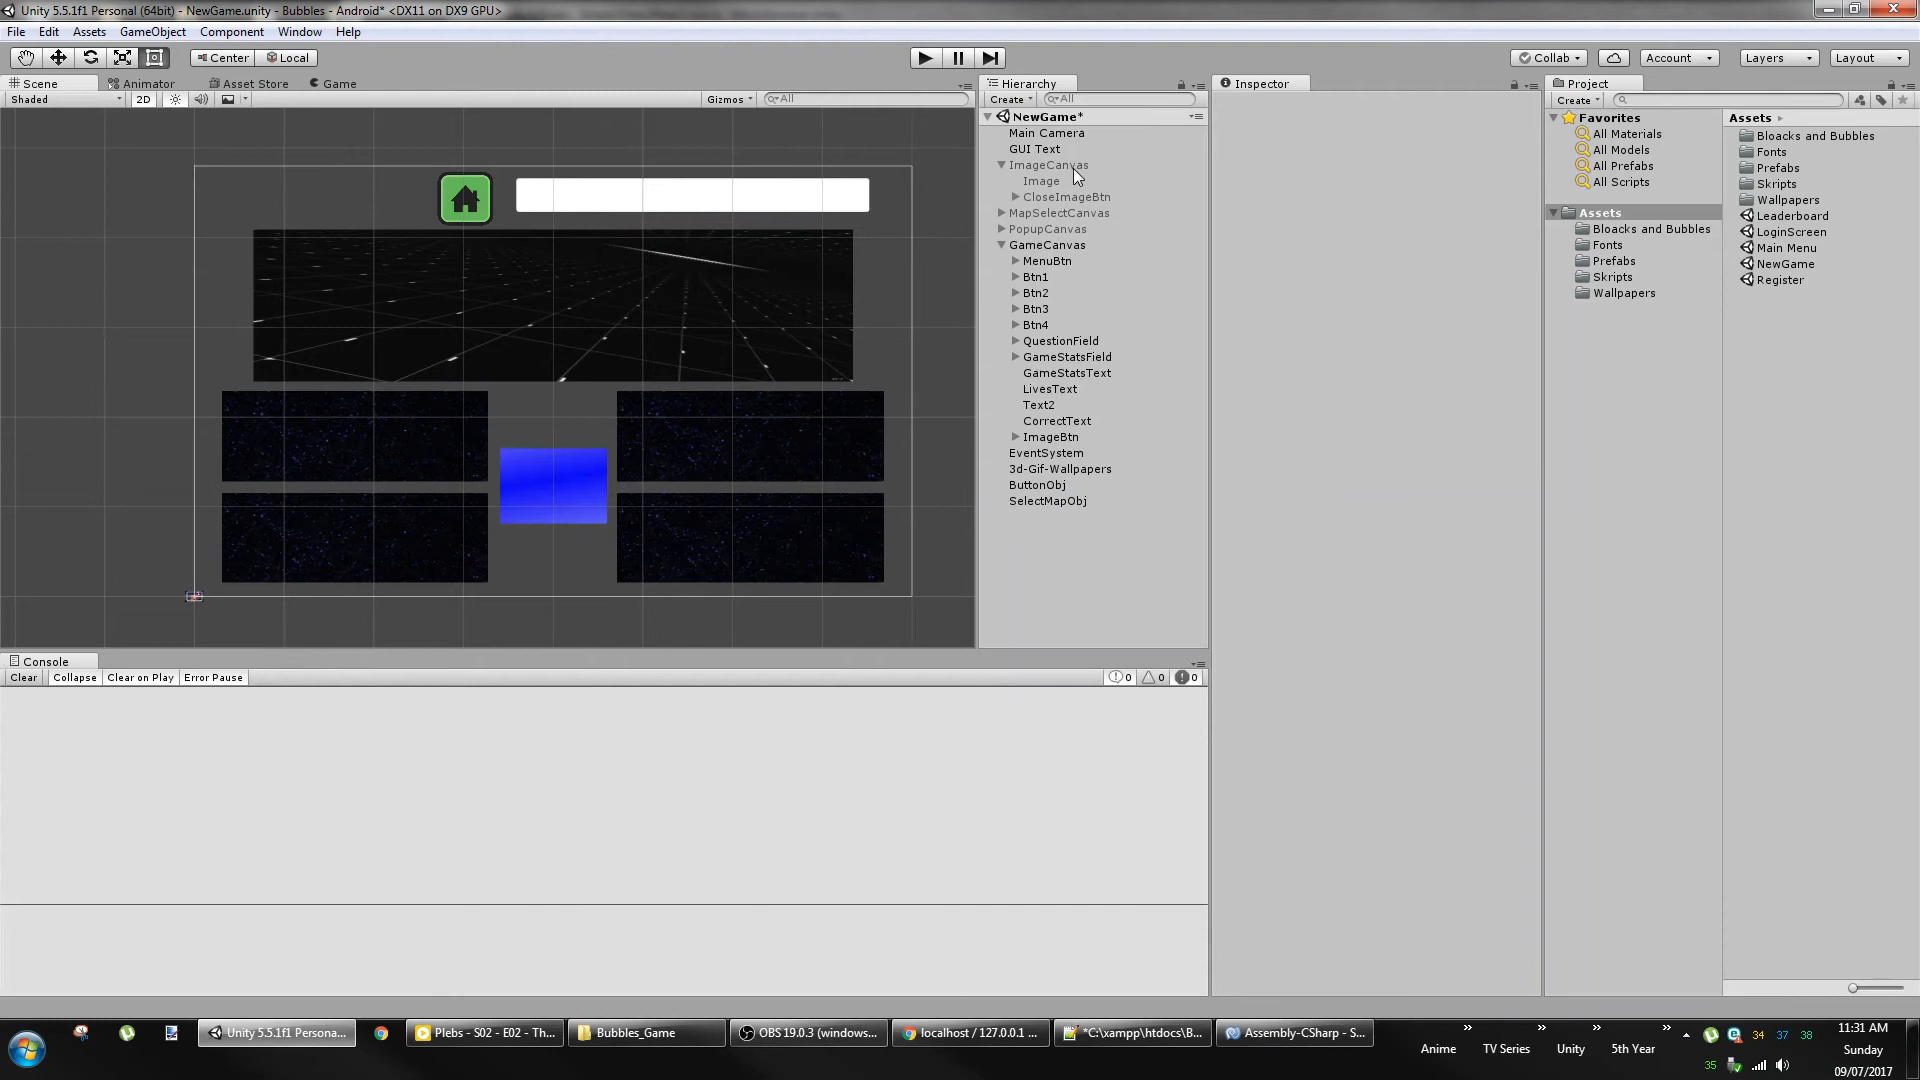 Unity 5.5.1f1 Personal (64bit) - NewGame.unity - Bubbles - Android* <DX11 on DX9 GPU>
File Edit Assets GameObject Component Window Help
Center Local Collab Account Layers Layout
Scene Animator Asset Store Game
Shaded 2D Gizmos All
Hierarchy
Create All
NewGame*
Main Camera
GUI Text
ImageCanvas
Image
CloseImageBtn
MapSelectCanvas
PopupCanvas
GameCanvas
MenuBtn
Btn1
Btn2
Btn3
Btn4
QuestionField
GameStatsField
GameStatsText
LivesText
Text2
CorrectText
ImageBtn
EventSystem
3d-Gif-Wallpapers
ButtonObj
SelectMapObj
Inspector
Project
Create
Favorites
All Materials
All Models
All Prefabs
All Scripts
Assets
Bloacks and Bubbles
Fonts
Prefabs
Skripts
Wallpapers
Assets
Bloacks and Bubbles
Fonts
Prefabs
Skripts
Wallpapers
Leaderboard
LoginScreen
Main Menu
NewGame
Register
Console
Clear Collapse Clear on Play Error Pause 0 0 0
Unity 5.5.1f1 Persona... Plebs - S02 - E02 - Th... Bubbles_Game OBS 19.0.3 (windows... localhost / 127.0.0.1 ... *C:\xampp\htdocs\B... Assembly-CSharp - S...
Anime TV Series Unity 5th Year
34 37 38
35
11:31 AM
Sunday
09/07/2017